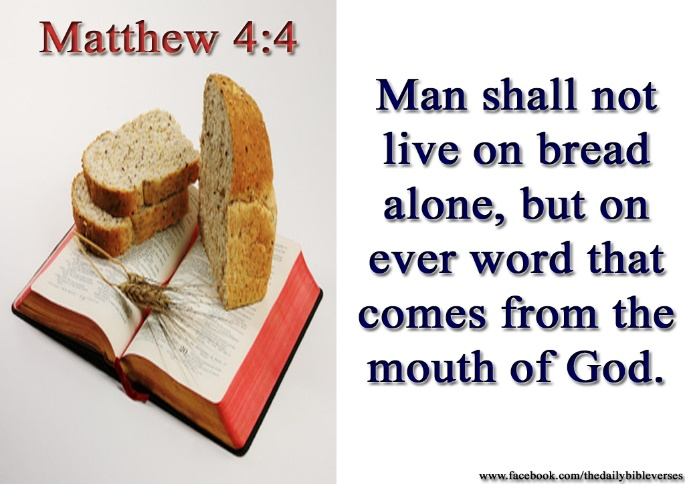 Matthew 4:4
Man shall not
live on bread
alone, but on
ever word that
comes from the
mouth of God.
www.facebook.com/thedailybibleverses